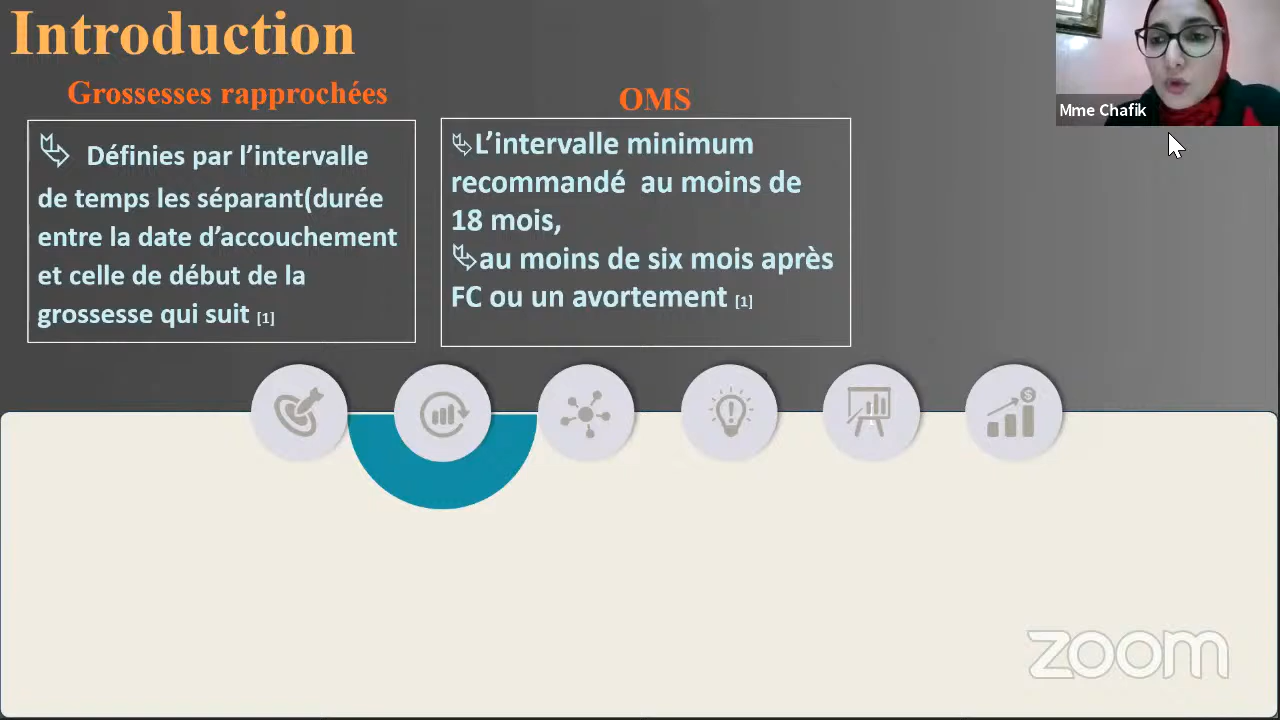 Introduction
Grossesses rapprochées
Définies par l’intervalle
de temps les séparant(durée
entre la date d’accouchement
et celle de début de la
grossesse qui suit [1]
OMS
L’intervalle minimum
recommandé au moins de
18 mois,
au moins de six mois après
FC ou un avortement [1]
Mme Chafik
zoom